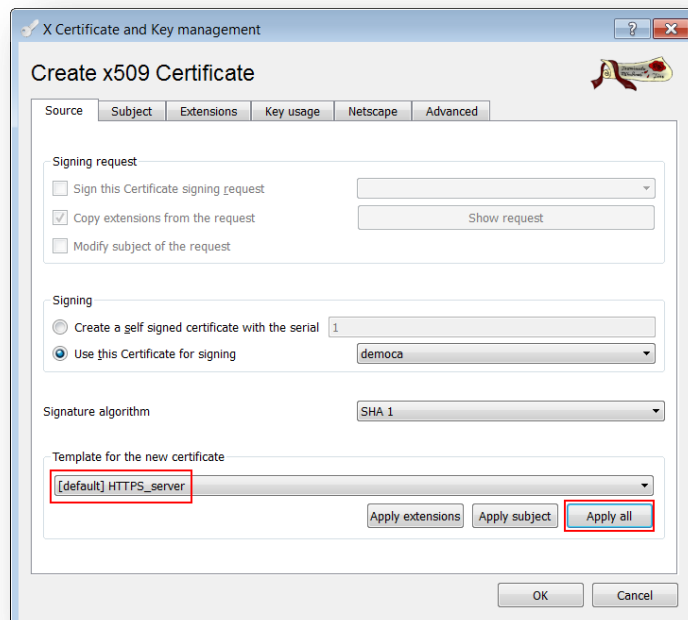 X Certificate and Key management
Create x509 Certificate
Source Subject Extensions Key usage Netscape Advanced
Signing request
Sign this Certificate signing request
Copy extensions from the request Show request
Modify subject of the request
Signing
Create a self signed certificate with the serial 1
Use this Certificate for signing democa
Signature algorithm SHA 1
Template for the new certificate
[default] HTTPS_server
Apply extensions Apply subject Apply all
OK Cancel